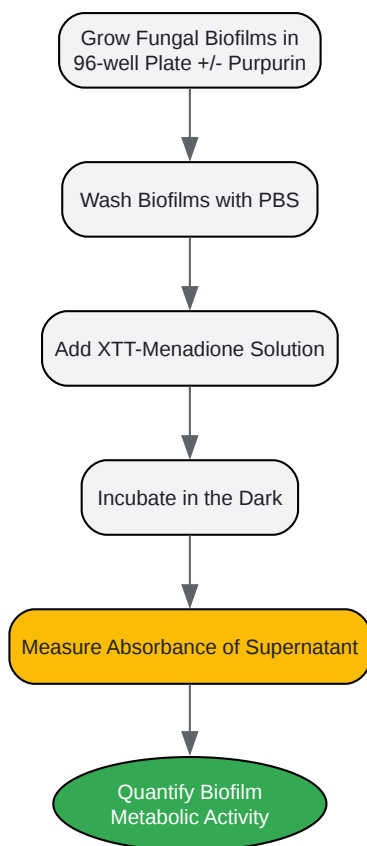 Grow Fungal Biofilms in
96-well Plate +/- Purpurin
Wash Biofilms with PBS
Add XTT-Menadione Solution
Incubate in the Dark
Measure Absorbance of Supernatant
Quantify Biofilm
Metabolic Activity